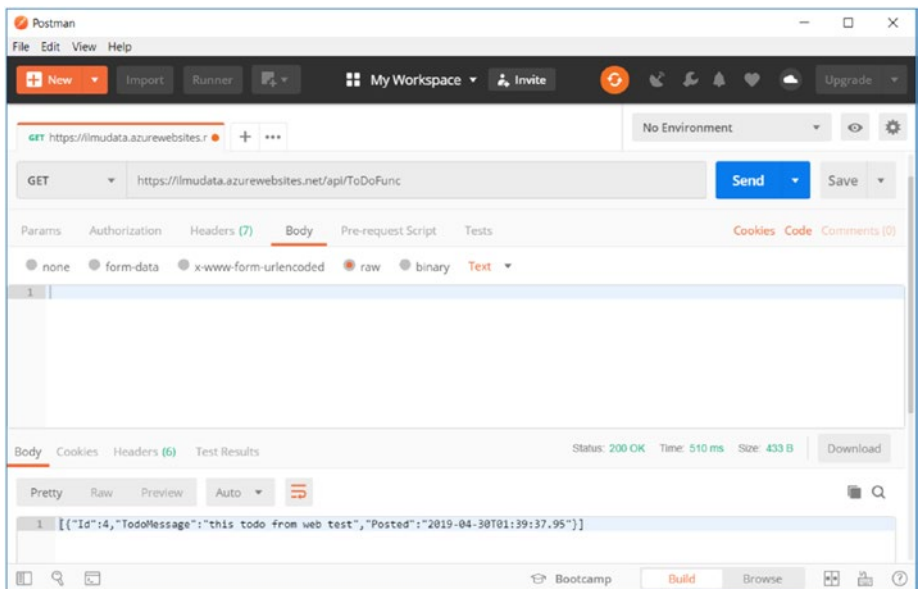 Postman
File Edit View Help
New Import Runner My Workspace Invite Upgrade
GET https://ilmudata.azurewebsites.r
No Environment
GET https://ilmudata.azurewebsites.net/api/ToDoFunc Send Save
Params Authorization Headers (7) Body Pre-request Script Tests Cookies Code Comments (0)
none form-data x-www-form-urlencoded raw binary Text
1
Body Cookies Headers (6) Test Results Status: 200 OK Time: 510 ms Size: 433 B Download
Pretty Raw Preview Auto
1 [{"Id":4,"TodoMessage":"this todo from web test","Posted":"2019-04-30T01:39:37.95"}]
Bootcamp Build Browse